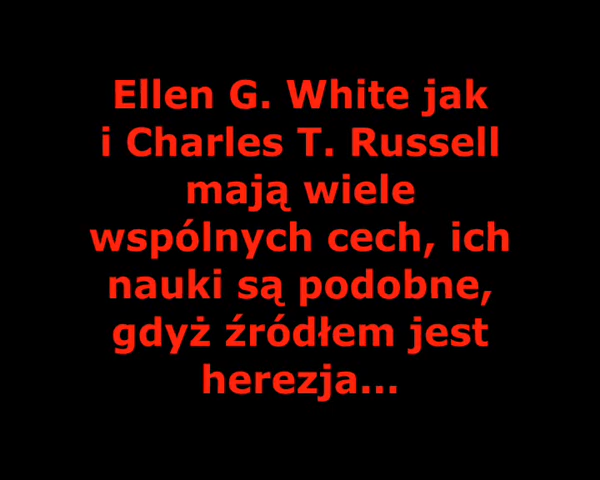 Ellen G. White jak
i Charles T. Russell
mają wiele
wspólnych cech, ich
nauki są podobne,
gdyż źródłem jest
herezja...